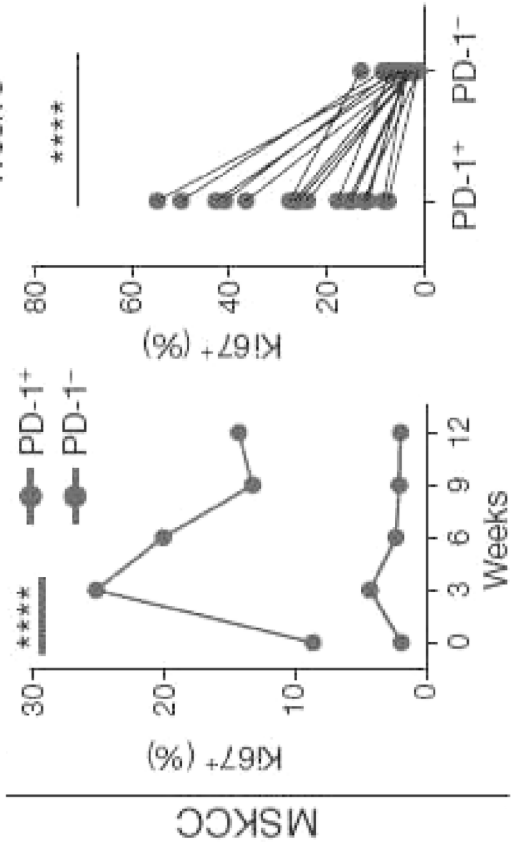 MSKCC
Ki67⁺ (%)
30
20
10
0
****
PD-1⁺
PD-1⁻
0 3 6 9 12
Weeks
Ki67⁺ (%)
80
60
40
20
0
****
PD-1⁺ PD-1⁻